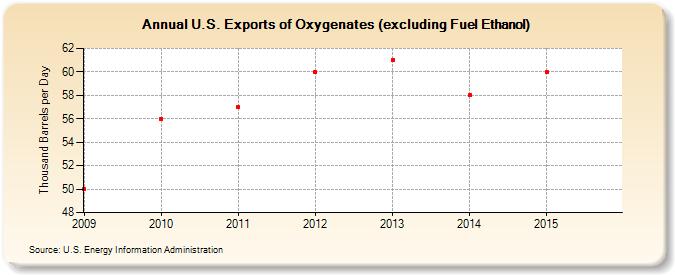 Annual U.S. Exports of Oxygenates (excluding Fuel Ethanol)
Thousand Barrels per Day
62
60
58
56
54
52
50
48
2009 2010 2011 2012 2013 2014 2015
Source: U.S. Energy Information Administration